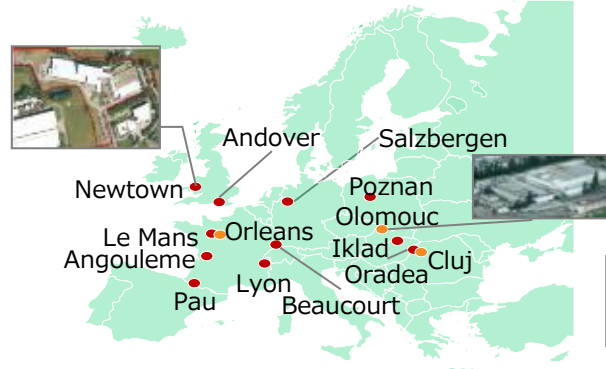 Andover
Salzbergen
Newtown
Poznan
Olomouc
Le Mans
Orleans
Angouleme
Iklad
Oradea
Cluj
Lyon
Pau
Beaucourt